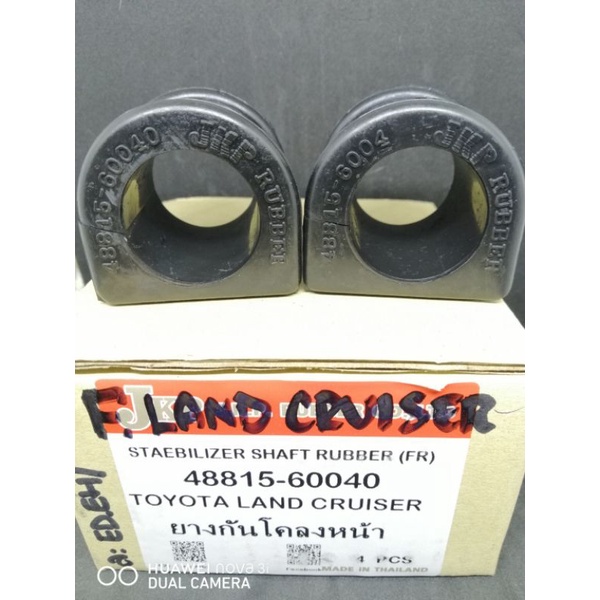 48815-60040 JKP RUBBER
48815-6004 JKP RUBBER
F. LAND CRUISER
JKP
STAEBILIZER SHAFT RUBBER (FR)
48815-60040
TOYOTA LAND CRUISER
ยางกันโคลงหน้า
4 PCS
MADE IN THAILAND
Facebook
HUAWEI nova 3i
DUAL CAMERA